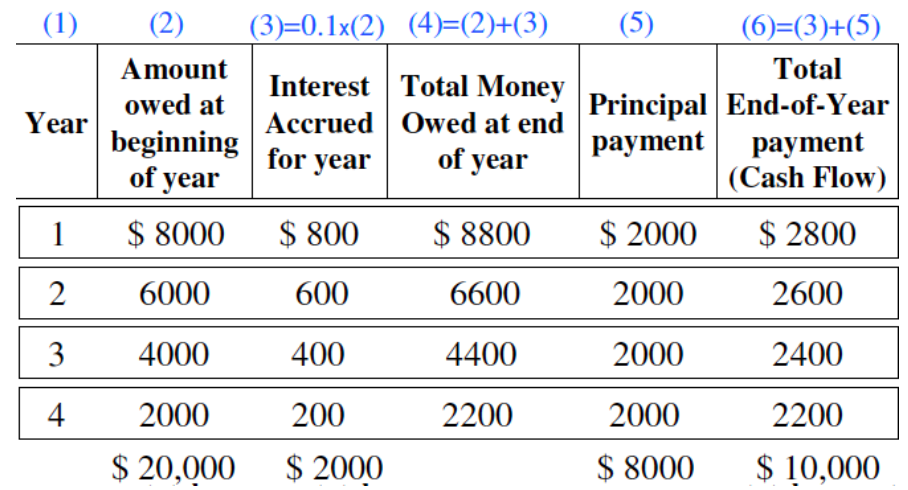 (1) (2) (3)=0.1x(2) (4)=(2)+(3) (5) (6)=(3)+(5)
Year
Amount
owed at
beginning
of year
Interest
Accrued
for year
Total Money
Owed at end
of year
Principal
payment
Total
End-of-Year
payment
(Cash Flow)
1 $ 8000 $ 800 $ 8800 $ 2000 $ 2800
2 6000 600 6600 2000 2600
3 4000 400 4400 2000 2400
4 2000 200 2200 2000 2200
$ 20,000 $ 2000 $ 8000 $ 10,000